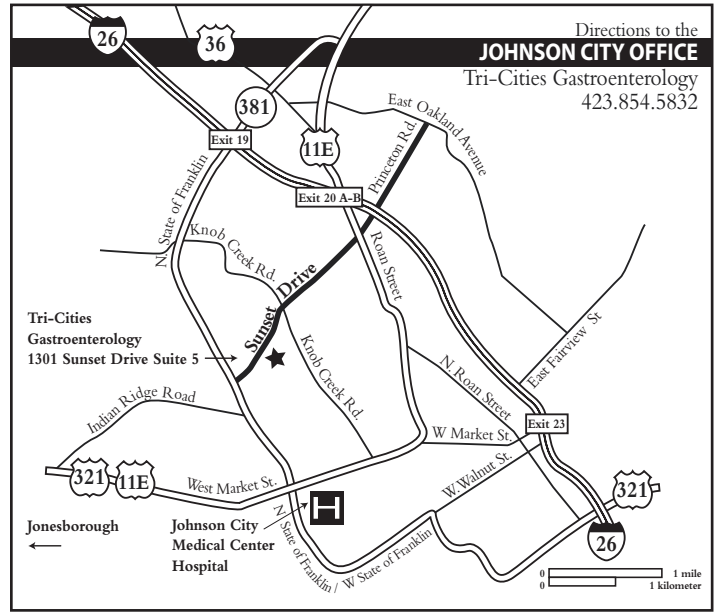 Directions to the
JOHNSON CITY OFFICE
Tri-Cities Gastroenterology
423.854.5832
26
36
381
11E
Exit 19
Exit 20 A-B
East Oakland Avenue
Princeton Rd.
N. State of Franklin
Knob Creek Rd.
Sunset Drive
Roan Street
Tri-Cities
Gastroenterology
1301 Sunset Drive Suite 5
Knob Creek Rd.
East Fairview St
N. Roan Street
Indian Ridge Road
W Market St.
Exit 23
321
11E
West Market St.
W. Walnut St.
321
Jonesborough
Johnson City
Medical Center
Hospital
H
N. State of Franklin / W State of Franklin
26
0 1 mile
0 1 kilometer